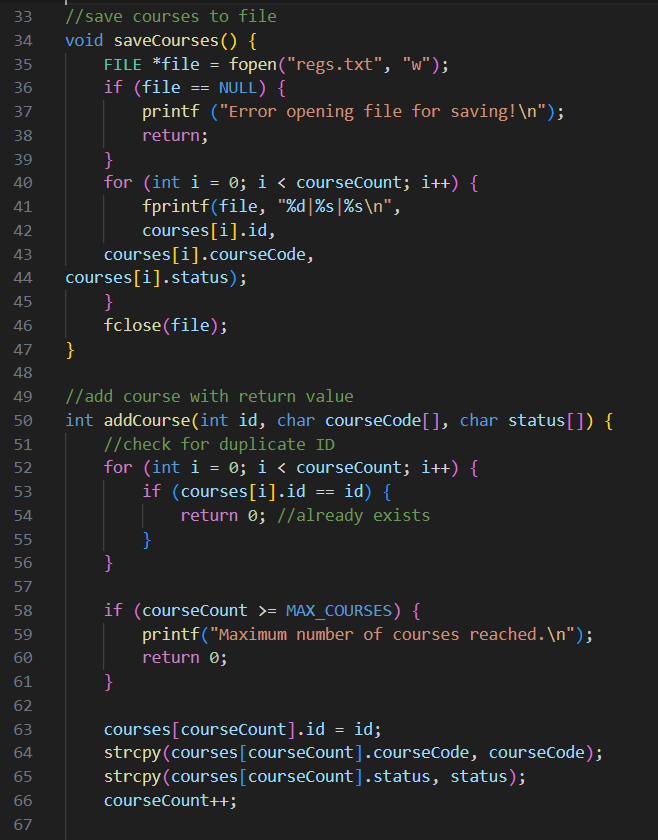 33 //save courses to file
34 void saveCourses() {
35     FILE *file = fopen("regs.txt", "w");
36     if (file == NULL) {
37         printf ("Error opening file for saving!\n");
38         return;
39     }
40     for (int i = 0; i < courseCount; i++) {
41         fprintf(file, "%d|%s|%s\n",
42         courses[i].id,
43     courses[i].courseCode,
44 courses[i].status);
45     }
46     fclose(file);
47 }
48
49 //add course with return value
50 int addCourse(int id, char courseCode[], char status[]) {
51     //check for duplicate ID
52     for (int i = 0; i < courseCount; i++) {
53         if (courses[i].id == id) {
54             return 0; //already exists
55         }
56     }
57
58     if (courseCount >= MAX_COURSES) {
59         printf("Maximum number of courses reached.\n");
60         return 0;
61     }
62
63     courses[courseCount].id = id;
64     strcpy(courses[courseCount].courseCode, courseCode);
65     strcpy(courses[courseCount].status, status);
66     courseCount++;
67